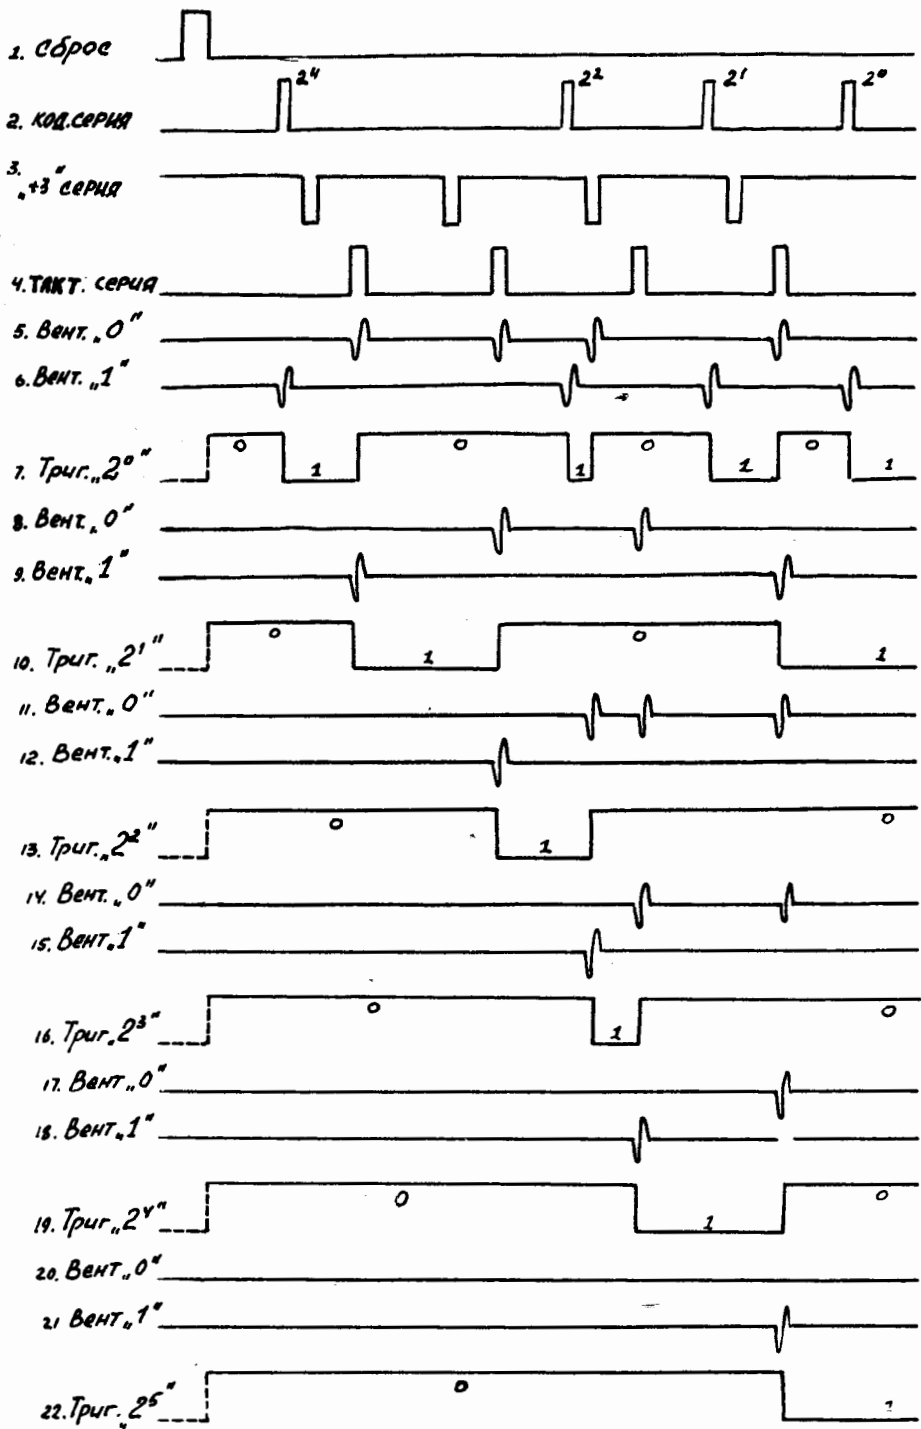 1. Сброс
2⁴ 2² 2¹ 2⁰
2. код. серия
3. „+3" серия
4. ТАКТ. серия
5. Вент. „0"
6. Вент. „1"
0 0 0 0
7. Триг. „2⁰"
1 1 1 1
8. Вент. „0"
9. Вент. „1"
0 0
10. Триг. „2¹"
1 1
11. Вент. „0"
12. Вент. „1"
0 0
13. Триг. „2²"
1
14. Вент. „0"
15. Вент. „1"
0 0
16. Триг. „2³"
1
17. Вент „0"
18. Вент. „1"
0 0
19. Триг. „2⁴"
1
20. Вент. „0"
21 Вент „1"
0
22. Триг. „2⁵"
1